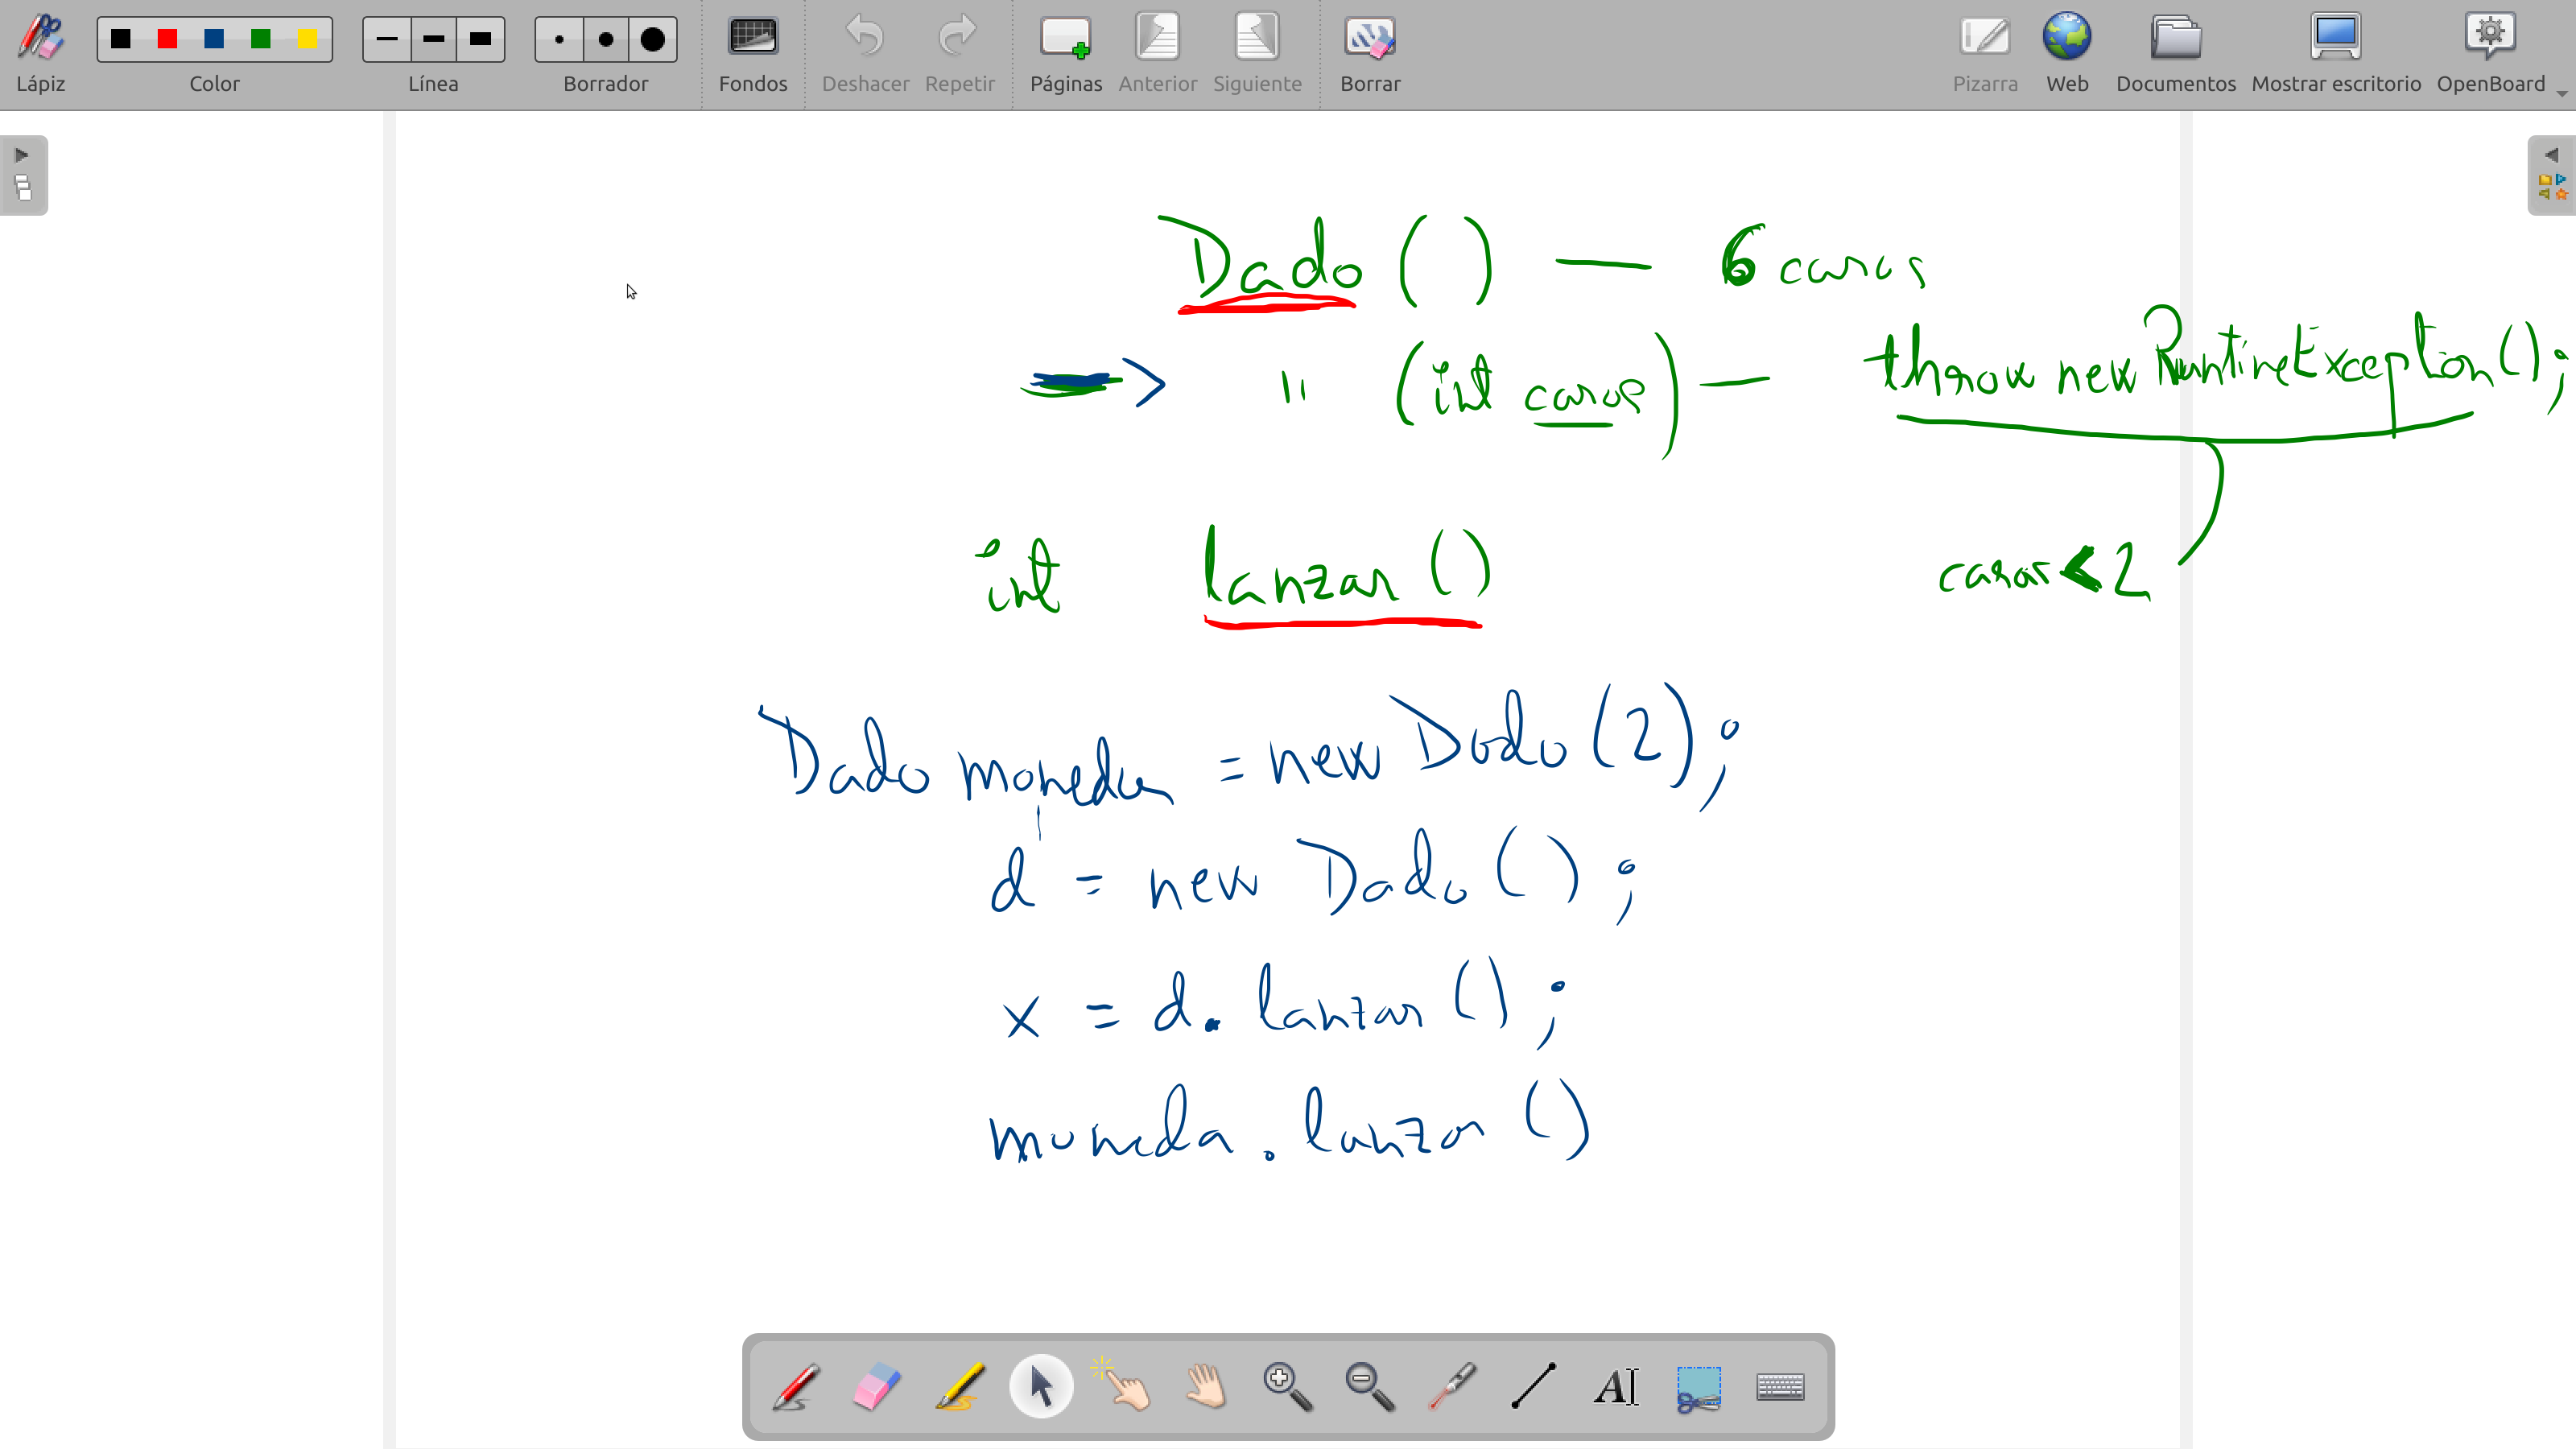 Lápiz Color Línea Borrador Fondos Deshacer Repetir Páginas Anterior Siguiente Borrar Pizarra Web Documentos Mostrar escritorio OpenBoard
Dado () — 6 caras
=> " (int caras) — throw new RuntimeException();
int lanzar ()
caras < 2
Dado moneda = new Dado (2);
d = new Dado ();
x = d. lanzar ();
moneda . lanzar ()
AI